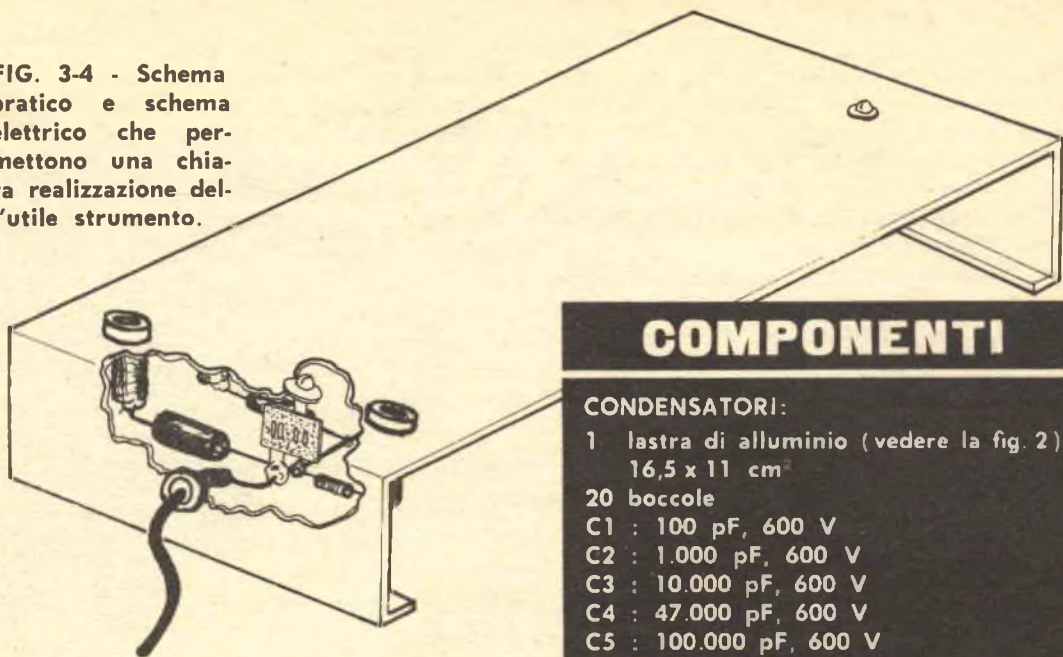 FIG. 3-4 - Schema
pratico e schema
elettrico che per-
mettono una chia-
ra realizzazione del-
l'utile strumento.
COMPONENTI
CONDENSATORI:
1 lastra di alluminio (vedere la fig. 2)
16,5 x 11 cm
20 boccole
C1 : 100 pF, 600 V
C2 : 1.000 pF, 600 V
C3 : 10.000 pF, 600 V
C4 : 47.000 pF, 600 V
C5 : 100.000 pF, 600 V